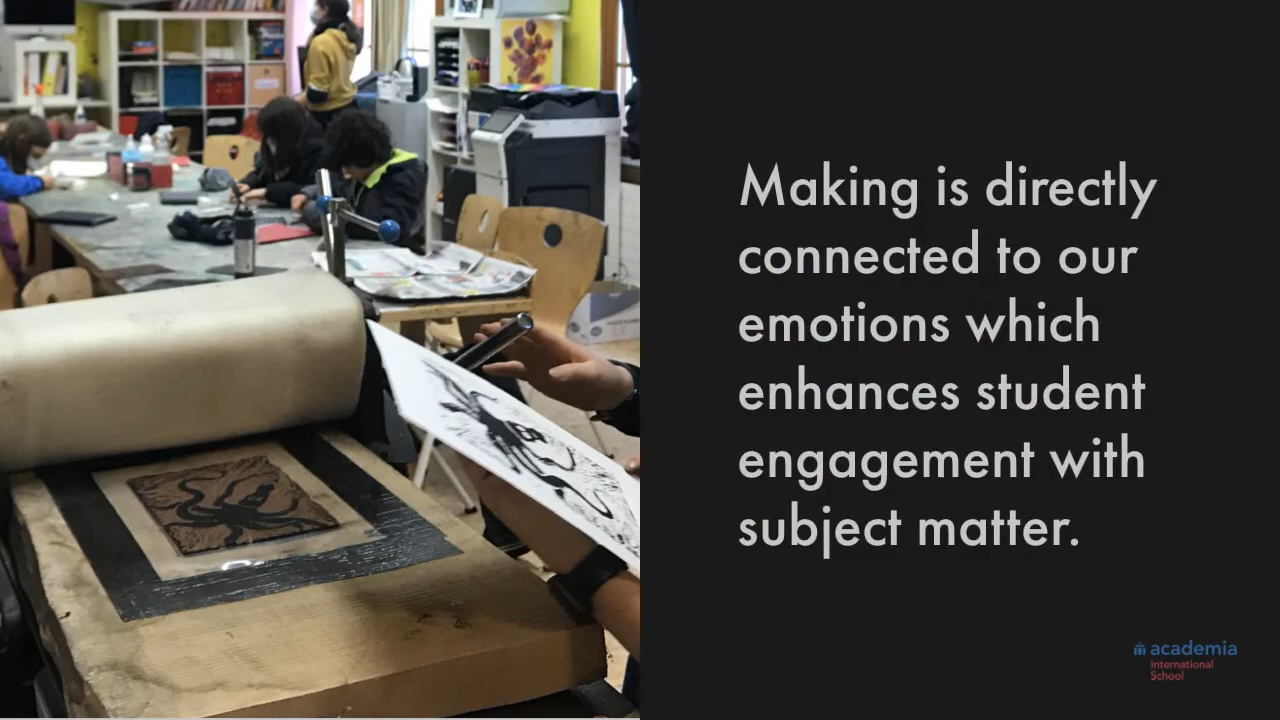 Making is directly
connected to our
emotions which
enhances student
engagement with
subject matter.
academia
International
School